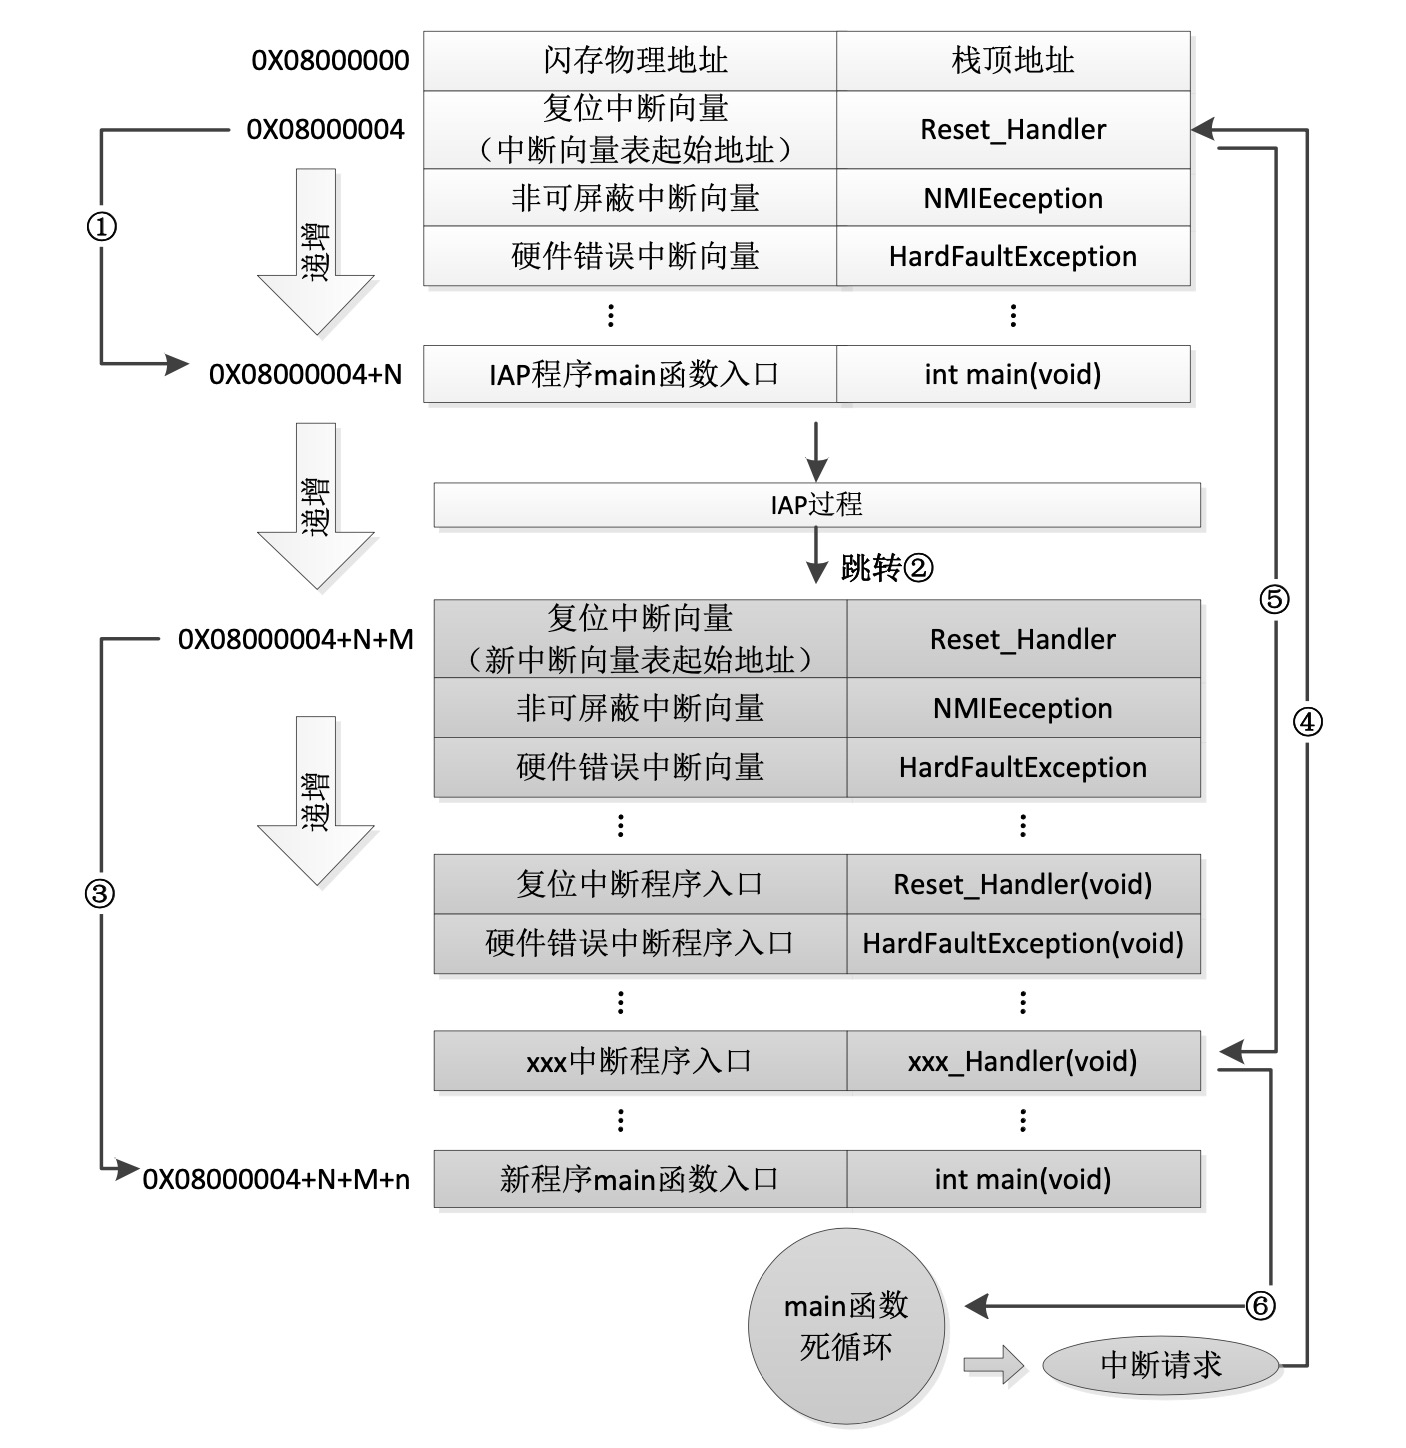 0X08000000
闪存物理地址
栈顶地址
0X08000004
复位中断向量
（中断向量表起始地址）
Reset_Handler
非可屏蔽中断向量
NMIEeception
硬件错误中断向量
HardFaultException
①
递增
⋮ ⋮
0X08000004+N
IAP程序main函数入口
int main(void)
递增
IAP过程
跳转②
0X08000004+N+M
复位中断向量
（新中断向量表起始地址）
Reset_Handler
⑤
非可屏蔽中断向量
NMIEeception
④
硬件错误中断向量
HardFaultException
递增
⋮ ⋮
③
复位中断程序入口
Reset_Handler(void)
硬件错误中断程序入口
HardFaultException(void)
⋮ ⋮
xxx中断程序入口
xxx_Handler(void)
⋮ ⋮
0X08000004+N+M+n
新程序main函数入口
int main(void)
main函数
死循环
⑥
中断请求